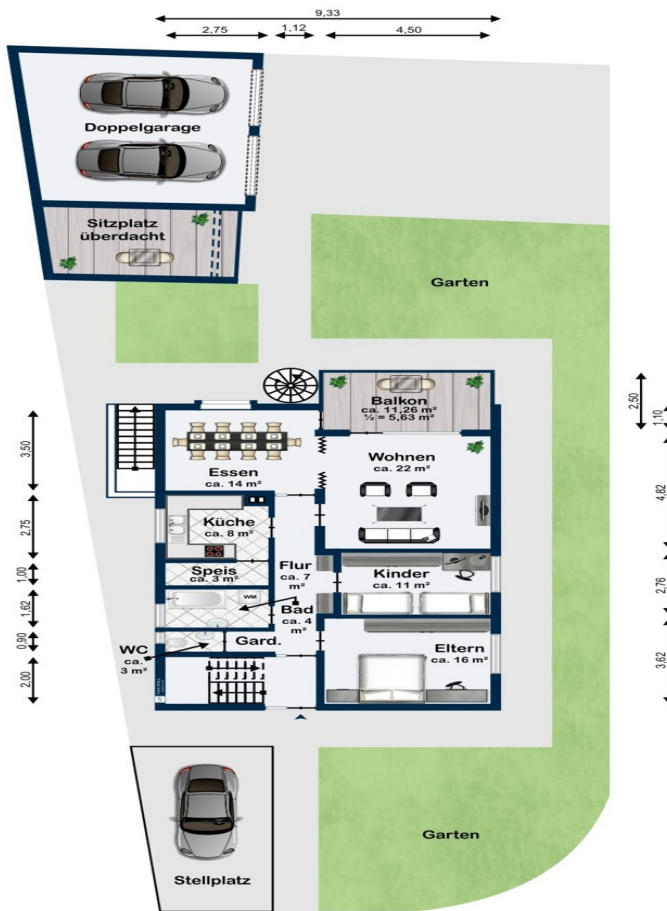 9,33
2,75
1,12
4,50
Doppelgarage
Sitzplatz
überdacht
Garten
Balkon
ca. 11,26 m²
½ = 5,63 m²
2,50
1,10
3,50
Essen
ca. 14 m²
Wohnen
ca. 22 m²
4,82
2,75
Küche
ca. 8 m²
Flur
ca. 7
m²
1,00
Speis
ca. 3 m²
Kinder
ca. 11 m²
2,76
1,62
WM
Bad
ca. 4
m²
0,90
WC
ca.
3 m²
Gard.
Eltern
ca. 16 m²
3,62
2,00
Garten
Stellplatz